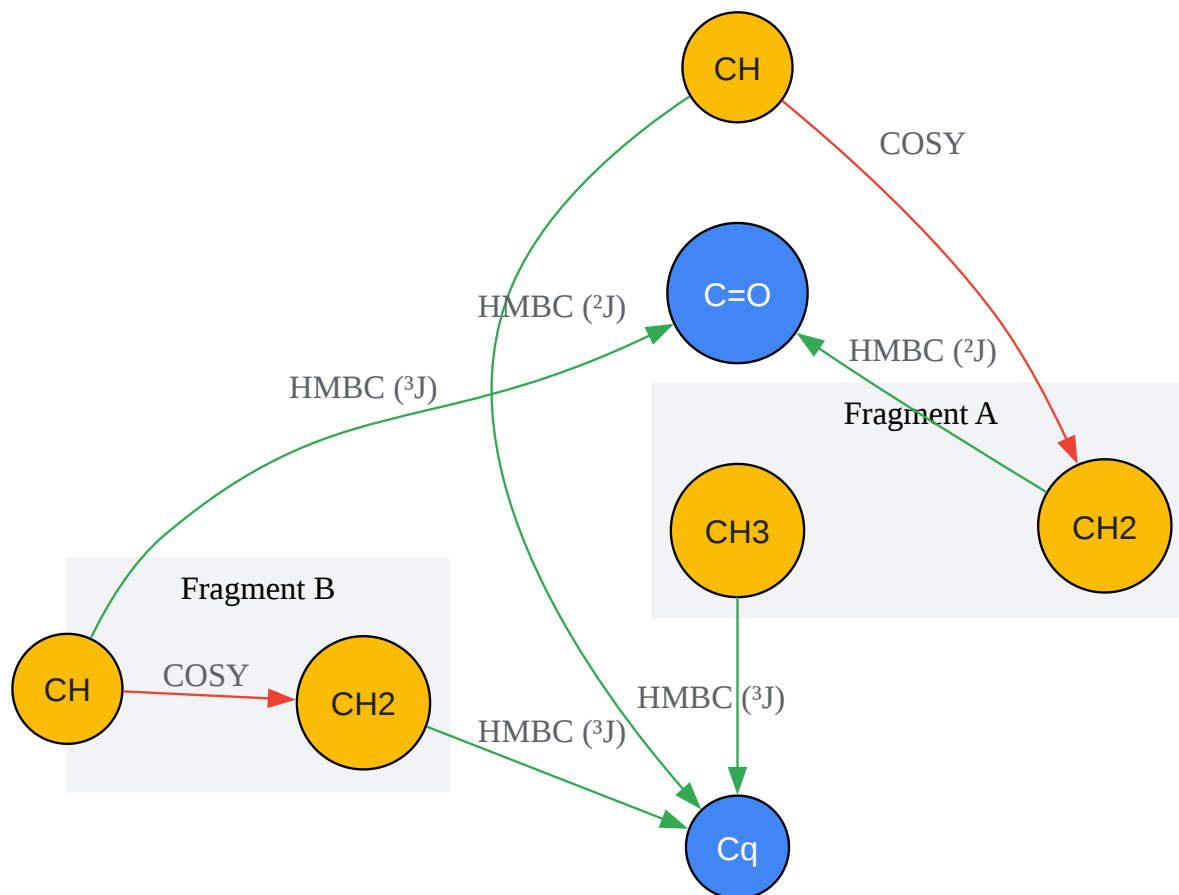 CH
COSY
C=O
HMBC (²J)
HMBC (²J)
HMBC (³J)
Fragment A
CH3
CH2
Fragment B
CH
COSY
CH2
HMBC (³J)
HMBC (³J)
Cq